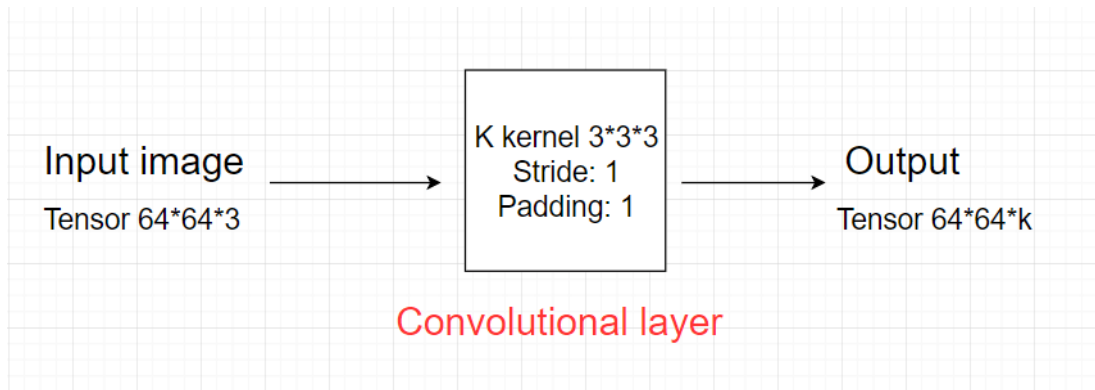 Input image
Tensor 64*64*3
K kernel 3*3*3
Stride: 1
Padding: 1
Convolutional layer
Output
Tensor 64*64*k